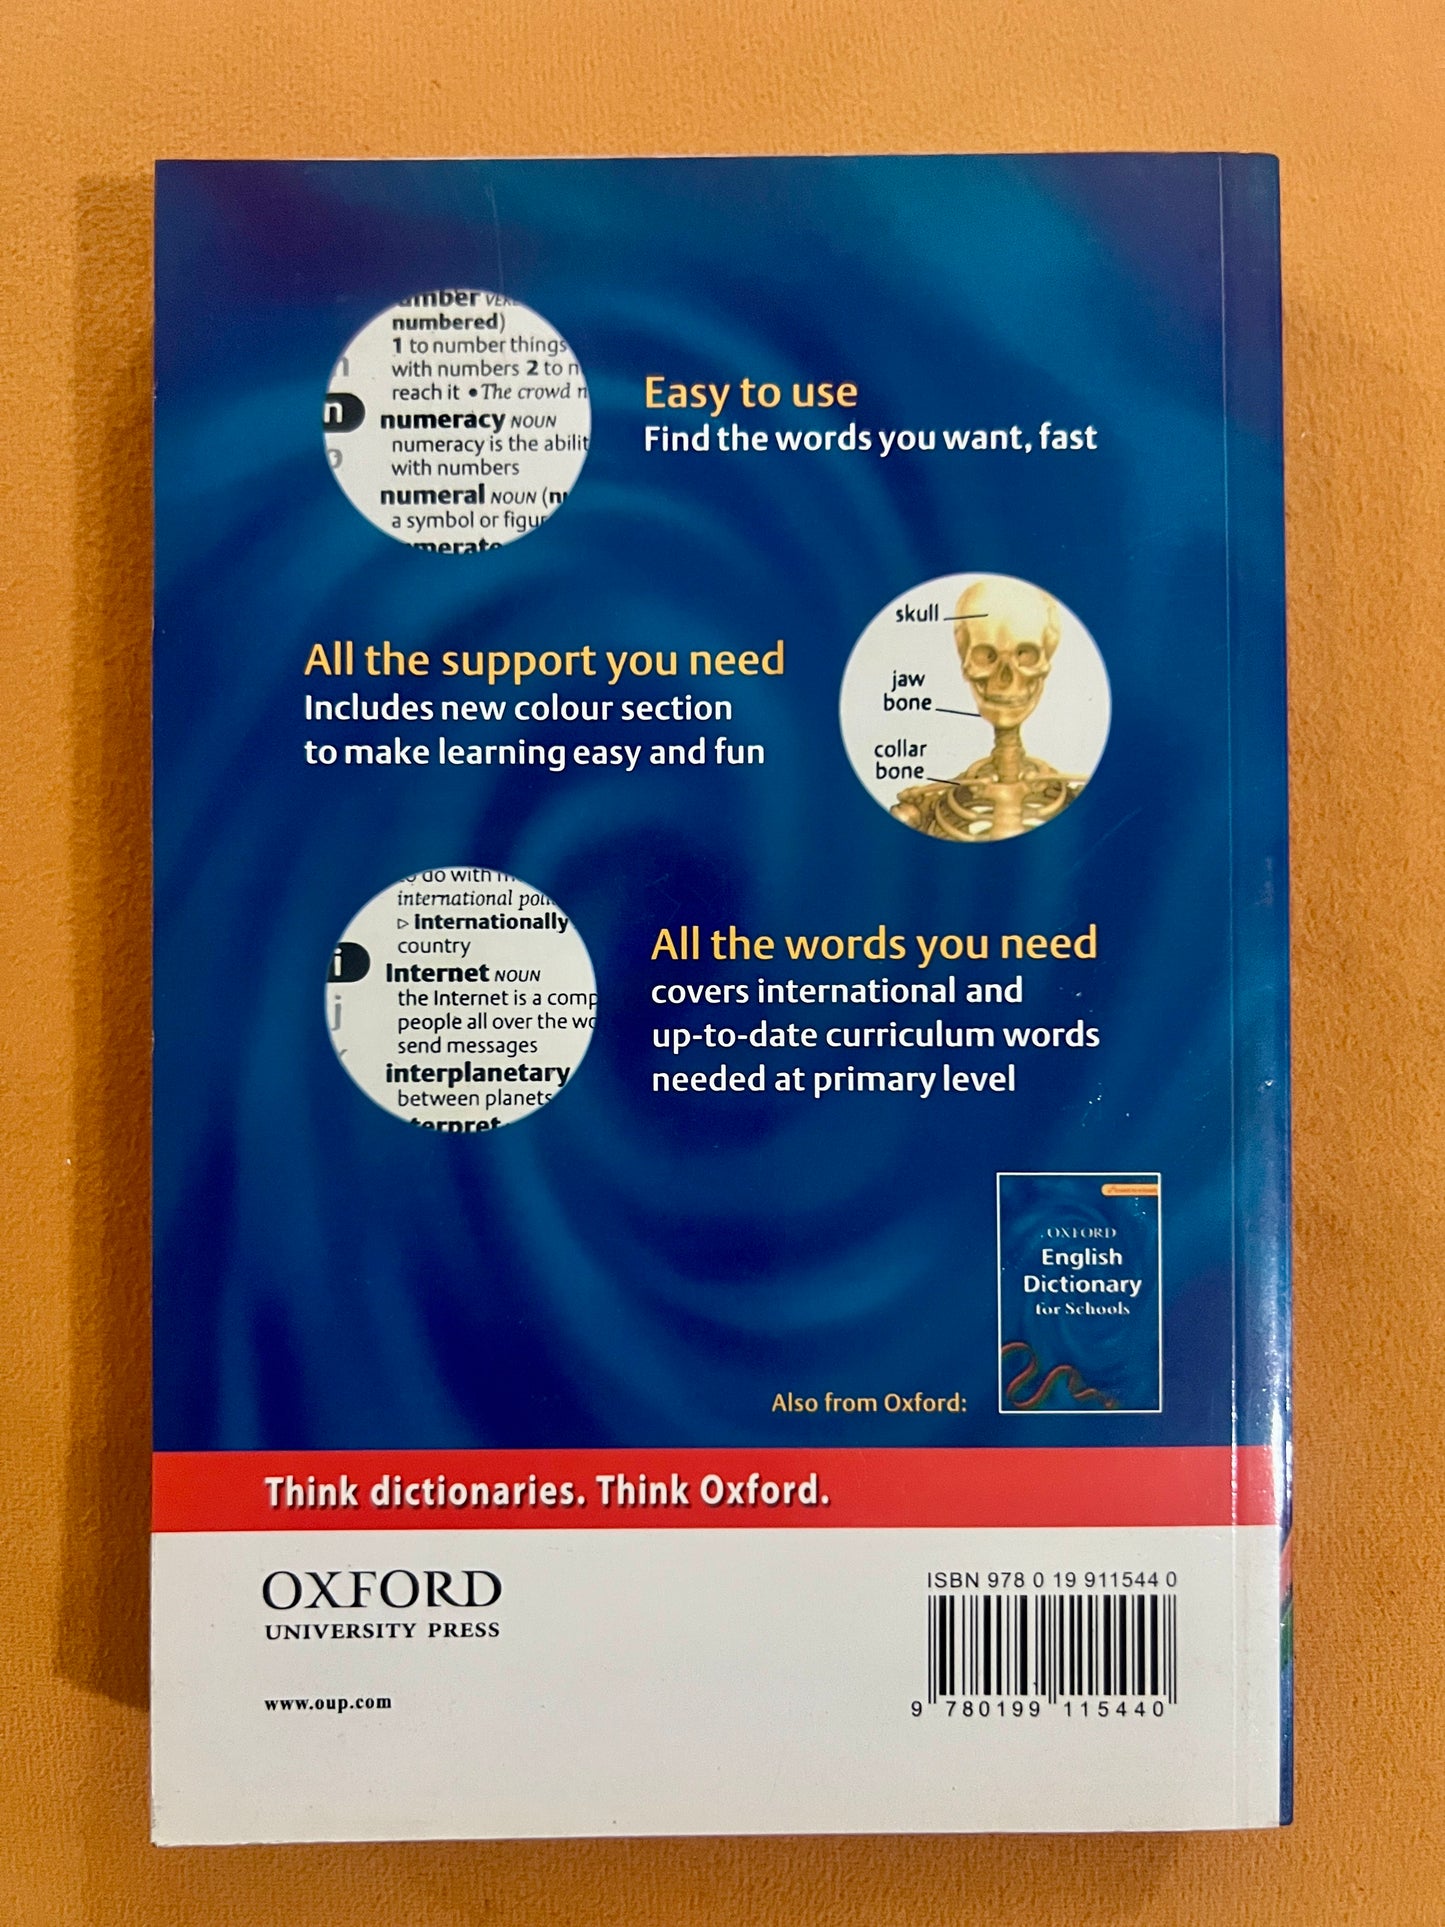 numbered)
1 to number things
with numbers 2 to n
reach it • The crowd n
n
numeracy NOUN
numeracy is the abilit
with numbers
numeral NOUN (n
a symbol or figur
Easy to use
Find the words you want, fast
All the support you need
Includes new colour section
to make learning easy and fun
skull
jaw
bone
collar
bone
do with
international
▷ internationally
country
i
Internet NOUN
j
the Internet is a comp
people all over the wo
send messages
interplanetary
between planets
All the words you need
covers international and
up-to-date curriculum words
needed at primary level
OXFORD
English
Dictionary
for Schools
Also from Oxford:
Think dictionaries. Think Oxford.
OXFORD
UNIVERSITY PRESS
www.oup.com
ISBN 978 0 19 911544 0
9 780199 115440